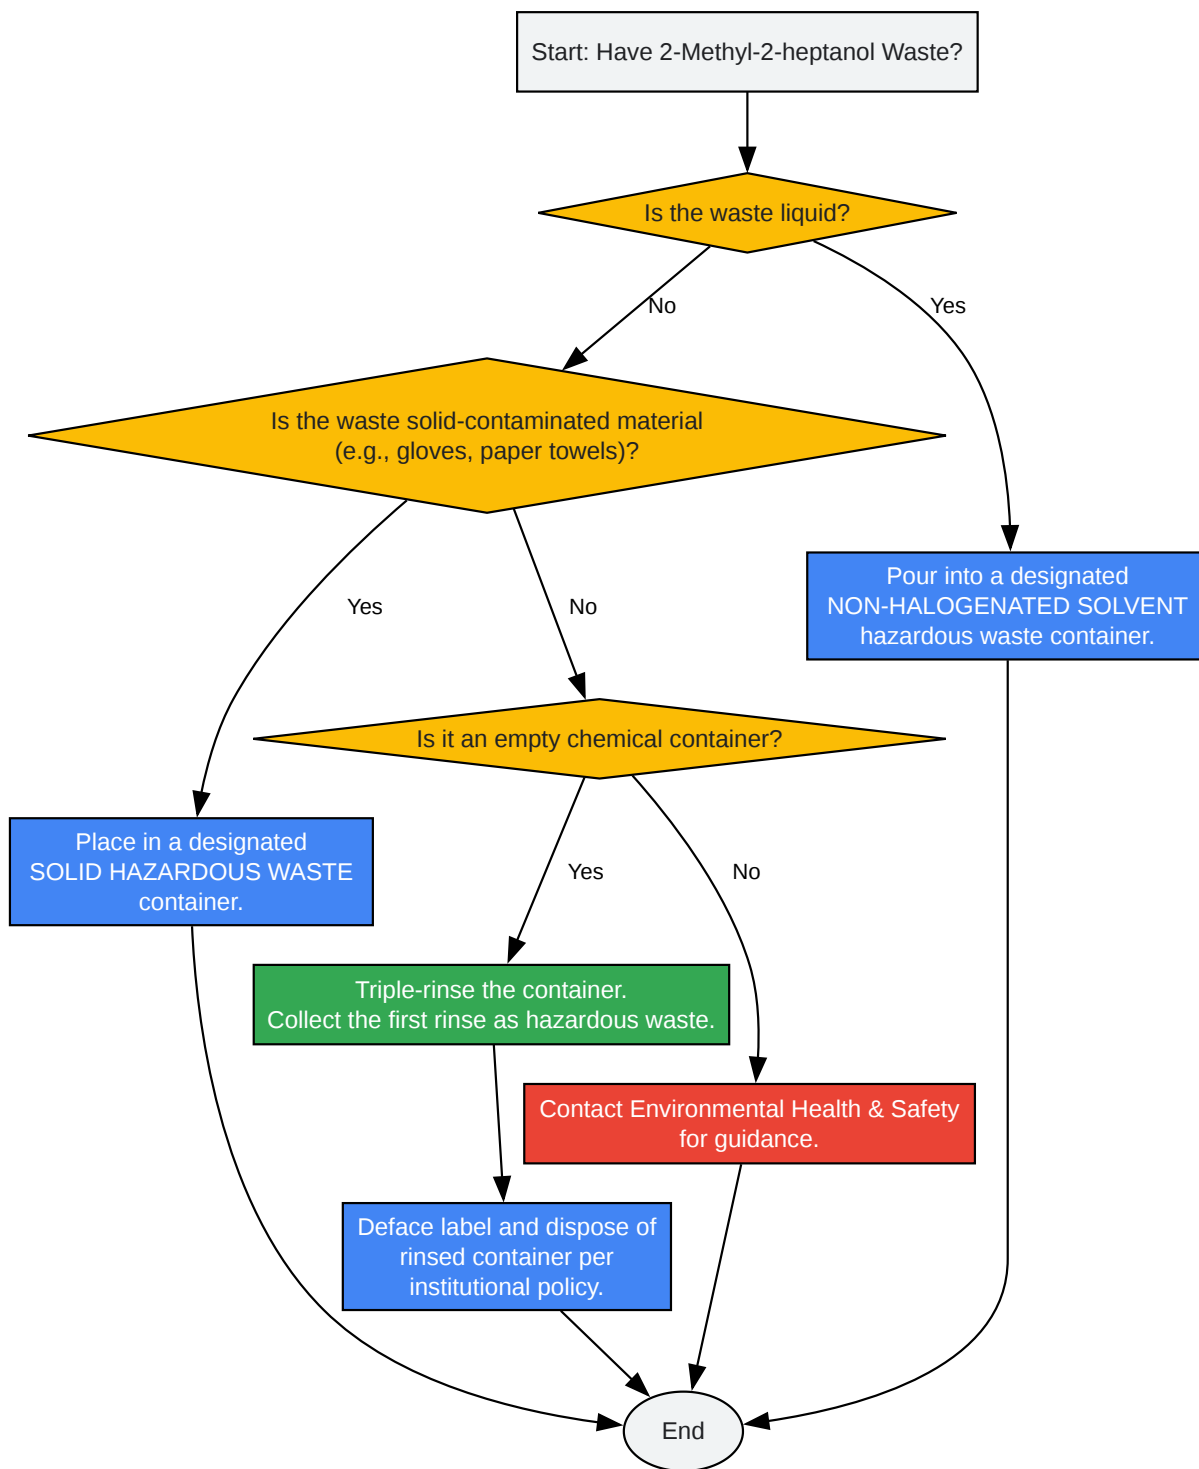 Start: Have 2-Methyl-2-heptanol Waste?
Is the waste liquid?
No
Yes
Is the waste solid-contaminated material
(e.g., gloves, paper towels)?
Pour into a designated
NON-HALOGENATED SOLVENT
hazardous waste container.
Yes
No
Is it an empty chemical container?
Place in a designated
SOLID HAZARDOUS WASTE
container.
Yes
No
Triple-rinse the container.
Collect the first rinse as hazardous waste.
Contact Environmental Health & Safety
for guidance.
Deface label and dispose of
rinsed container per
institutional policy.
End